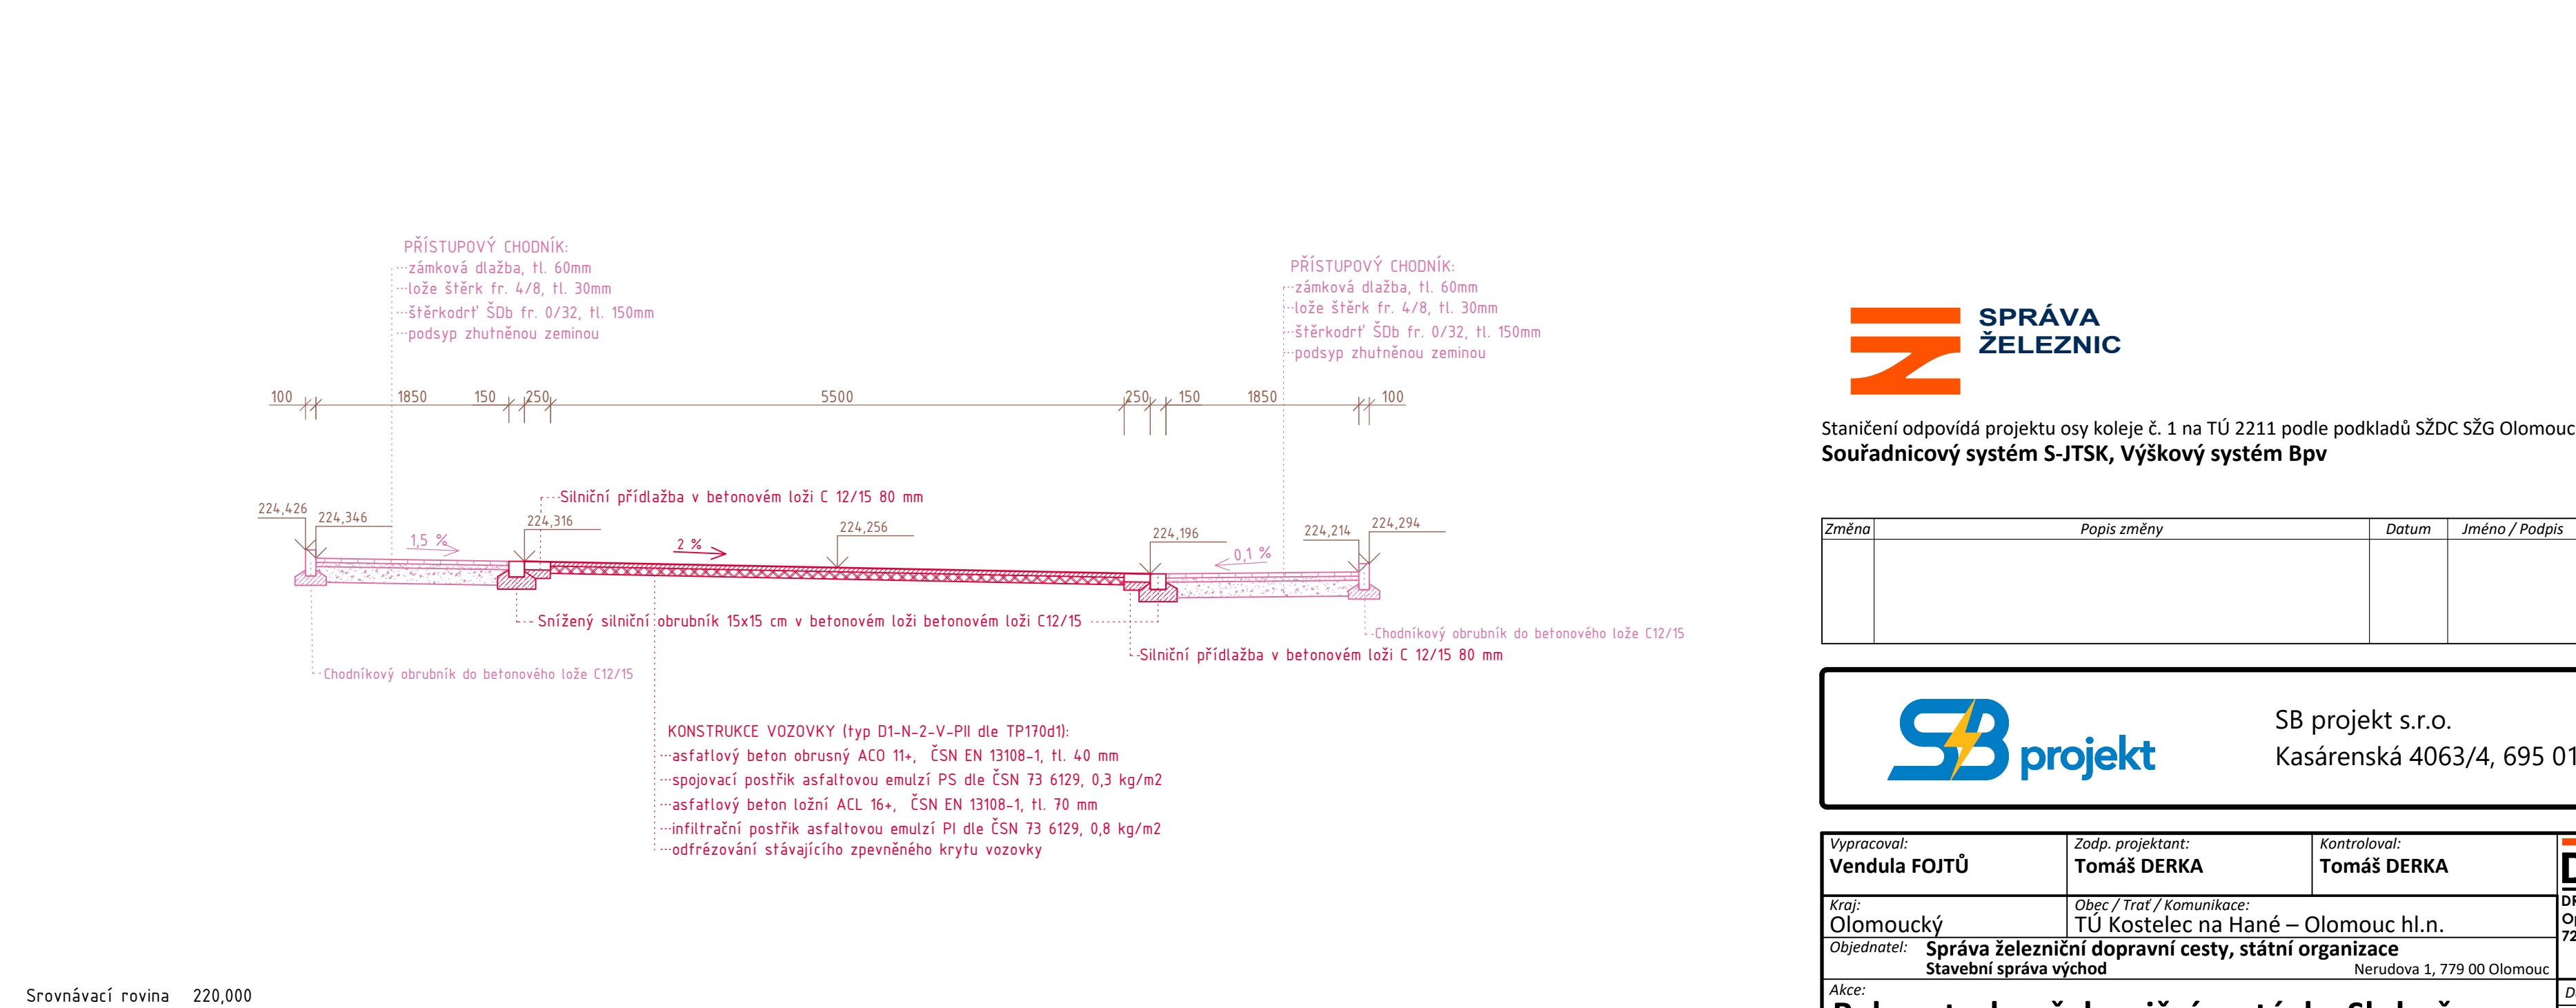 PŘÍSTUPOVÝ CHODNÍK:
zámková dlažba, tl. 60mm
lože štěrk fr. 4/8, tl. 30mm
štěrkodrť ŠDb fr. 0/32, tl. 150mm
podsyp zhutněnou zeminou
PŘÍSTUPOVÝ CHODNÍK:
zámková dlažba, tl. 60mm
lože štěrk fr. 4/8, tl. 30mm
štěrkodrť ŠDb fr. 0/32, tl. 150mm
podsyp zhutněnou zeminou
100 1850 150 250 5500 250 150 1850 100
Silniční přídlažba v betonovém loži C 12/15 80 mm
224,426 224,346 224,316 224,256 224,196 224,214 224,294
1,5 % 2 % 0,1 %
Snížený silniční obrubník 15x15 cm v betonovém loži betonovém loži C12/15
Chodníkový obrubník do betonového lože C12/15
Silniční přídlažba v betonovém loži C 12/15 80 mm
Chodníkový obrubník do betonového lože C12/15
KONSTRUKCE VOZOVKY (typ D1-N-2-V-PII dle TP170d1):
asfatlový beton obrusný ACO 11+, ČSN EN 13108-1, tl. 40 mm
spojovací postřik asfaltovou emulzí PS dle ČSN 73 6129, 0,3 kg/m2
asfatlový beton ložní ACL 16+, ČSN EN 13108-1, tl. 70 mm
infiltrační postřik asfaltovou emulzí PI dle ČSN 73 6129, 0,8 kg/m2
odfrézování stávajícího zpevněného krytu vozovky
Srovnávací rovina 220,000
SPRÁVA
ŽELEZNIC
Staničení odpovídá projektu osy koleje č. 1 na TÚ 2211 podle podkladů SŽDC SŽG Olomouc
Souřadnicový systém S-JTSK, Výškový systém Bpv
Změna Popis změny Datum Jméno / Podpis
SB projekt
SB projekt s.r.o.
Kasárenská 4063/4, 695 01
Vypracoval: Zodp. projektant: Kontroloval:
Vendula FOJTŮ Tomáš DERKA Tomáš DERKA
Kraj: Obec / Trať / Komunikace:
Olomoucký TÚ Kostelec na Hané – Olomouc hl.n.
Objednatel: Správa železniční dopravní cesty, státní organizace
Stavební správa východ Nerudova 1, 779 00 Olomouc
Akce: